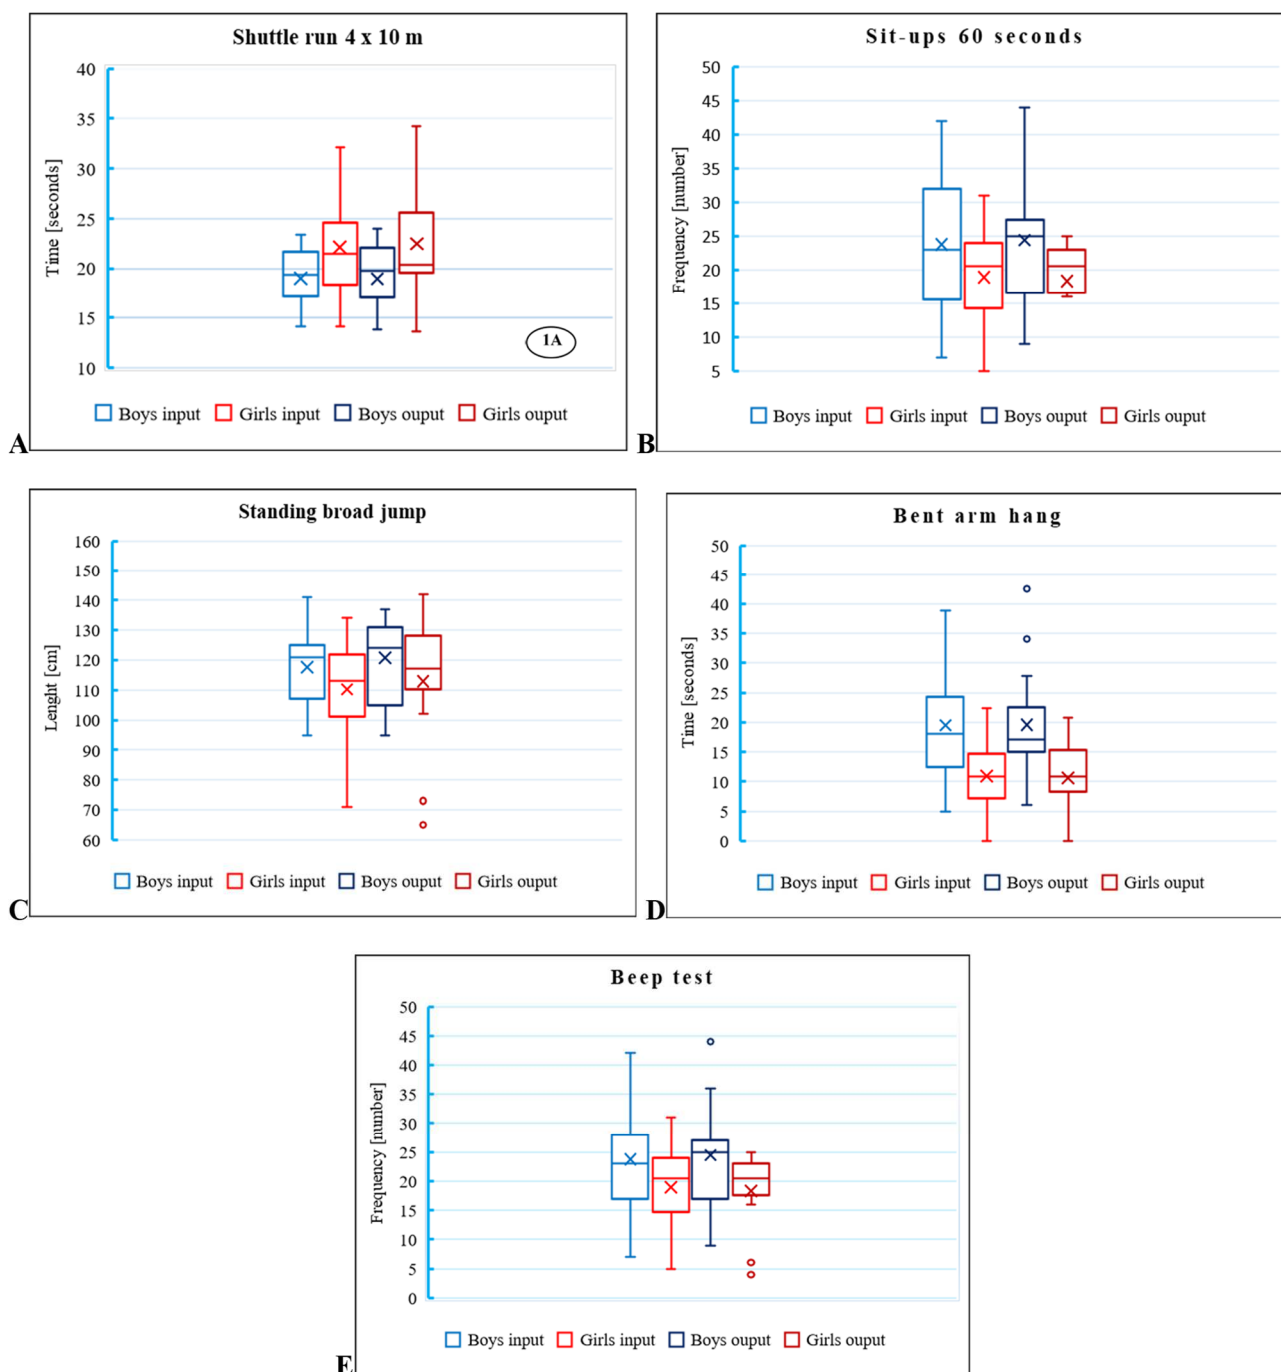 Shuttle run 4 x 10 m
40
35
30
25
20
15
10
Time [seconds]
1A
Boys input Girls input Boys ouput Girls ouput
A
Sit-ups 60 seconds
50
45
40
35
30
25
20
15
10
5
Frequency [number]
Boys input Girls input Boys ouput Girls ouput
B
Standing broad jump
160
150
140
130
120
110
100
90
80
70
60
Lenght [cm]
Boys input Girls input Boys ouput Girls ouput
C
Bent arm hang
50
45
40
35
30
25
20
15
10
5
0
Time [seconds]
Boys input Girls input Boys ouput Girls ouput
D
Beep test
50
45
40
35
30
25
20
15
10
5
0
Frequency [number]
Boys input Girls input Boys ouput Girls ouput
E